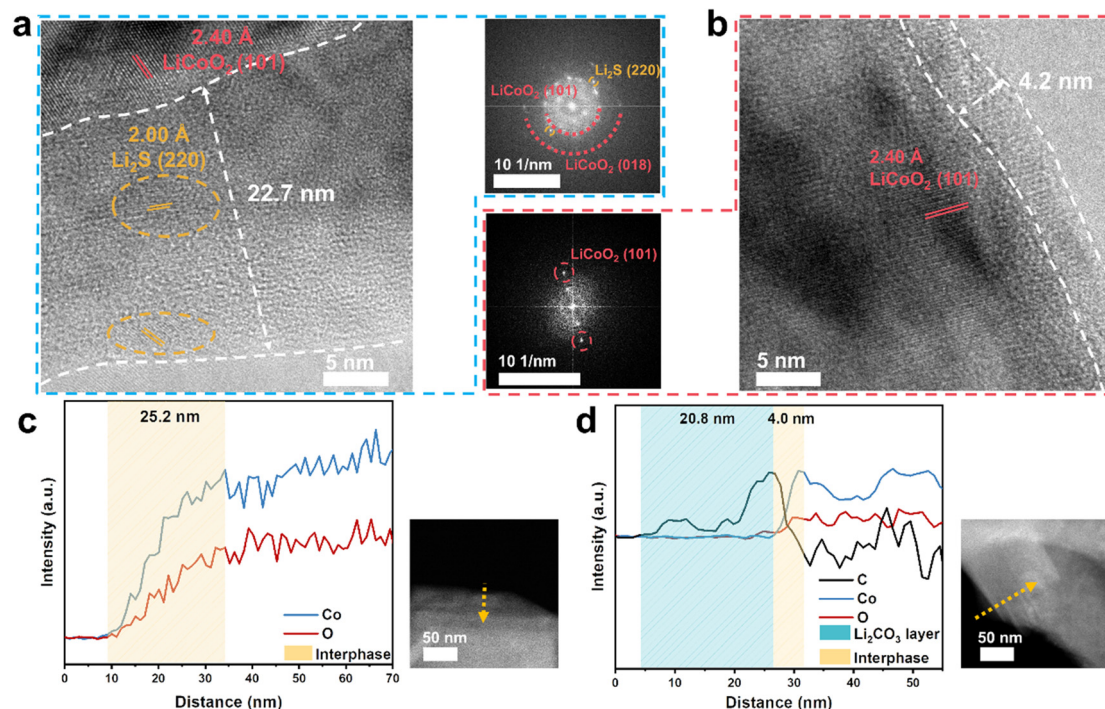 a
2.40 Å
LiCoO₂ (101)
2.00 Å
Li₂S (220)
22.7 nm
5 nm
Li₂S (220)
LiCoO₂ (101)
LiCoO₂ (018)
10 1/nm
LiCoO₂ (101)
10 1/nm
b
4.2 nm
2.40 Å
LiCoO₂ (101)
5 nm
c
25.2 nm
Intensity (a.u.)
Co
O
Interphase
0 10 20 30 40 50 60 70
Distance (nm)
50 nm
d
20.8 nm 4.0 nm
Intensity (a.u.)
C
Co
O
Li₂CO₃ layer
Interphase
0 10 20 30 40 50
Distance (nm)
50 nm